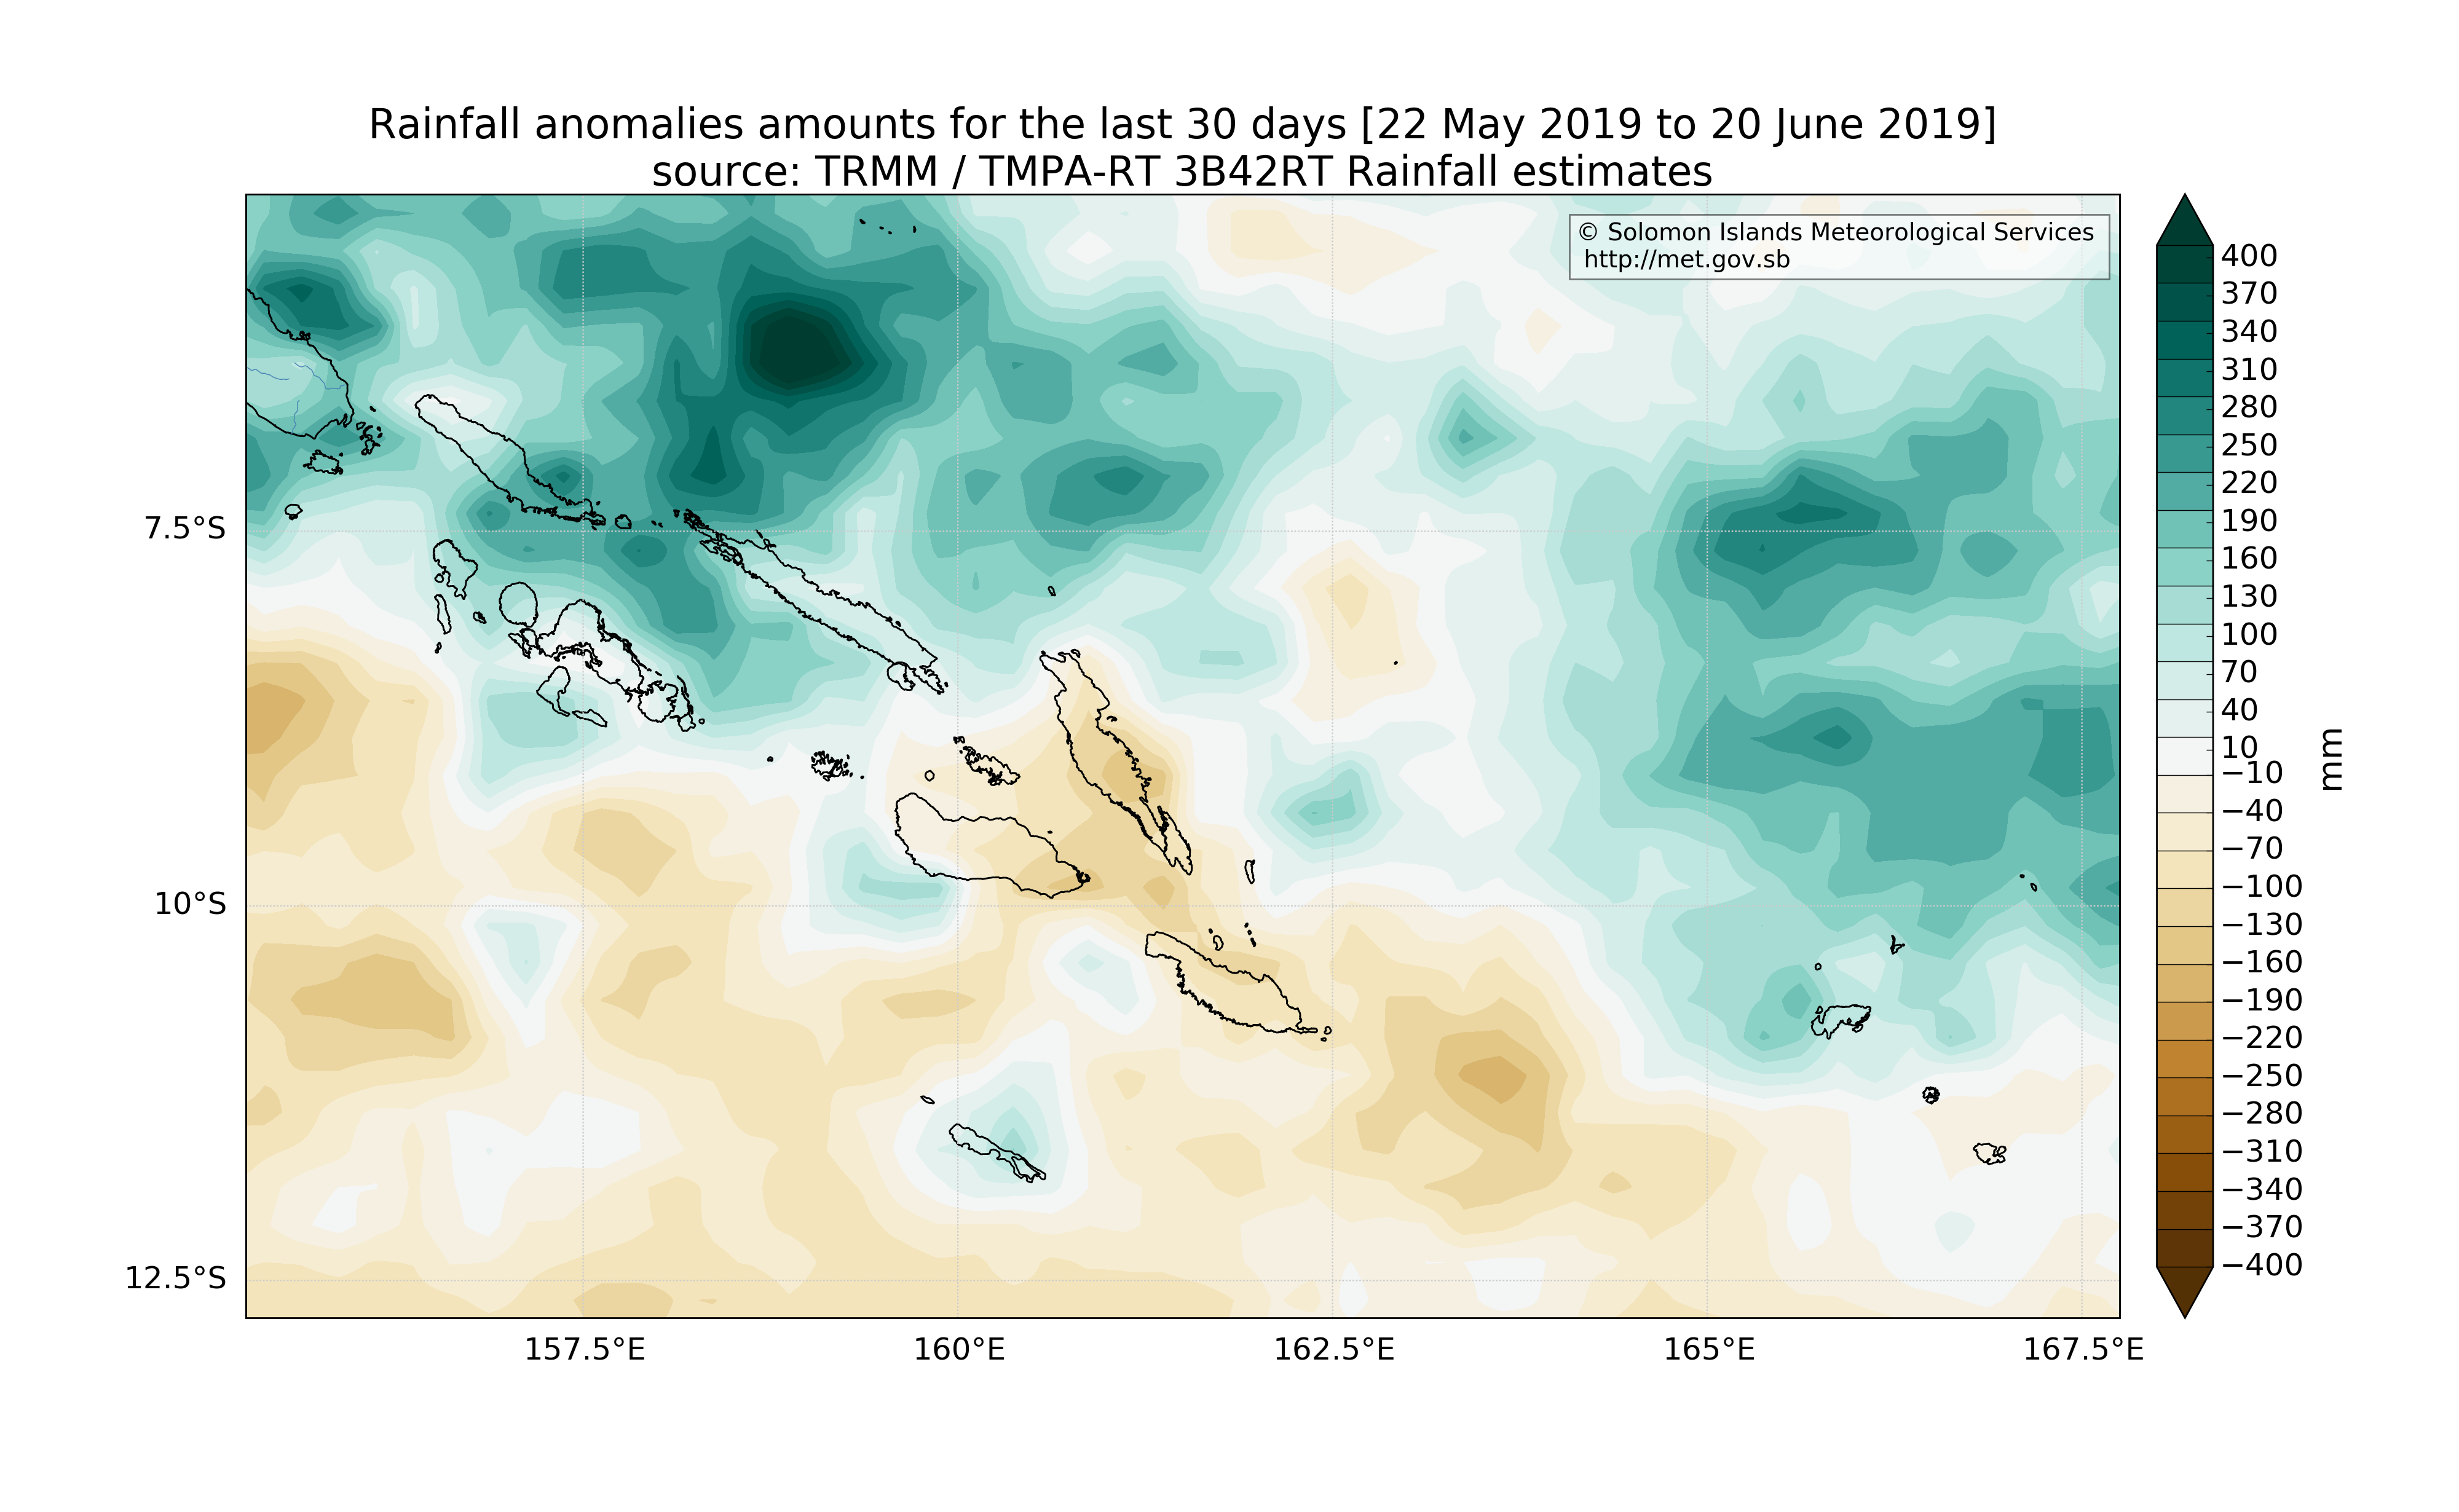 Rainfall anomalies amounts for the last 30 days [22 May 2019 to 20 June 2019]
source: TRMM / TMPA-RT 3B42RT Rainfall estimates
© Solomon Islands Meteorological Services
http://met.gov.sb
7.5°S
10°S
12.5°S
157.5°E
160°E
162.5°E
165°E
167.5°E
400
370
340
310
280
250
220
190
160
130
100
70
40
10
−10
−40
−70
−100
−130
−160
−190
−220
−250
−280
−310
−340
−370
−400
mm